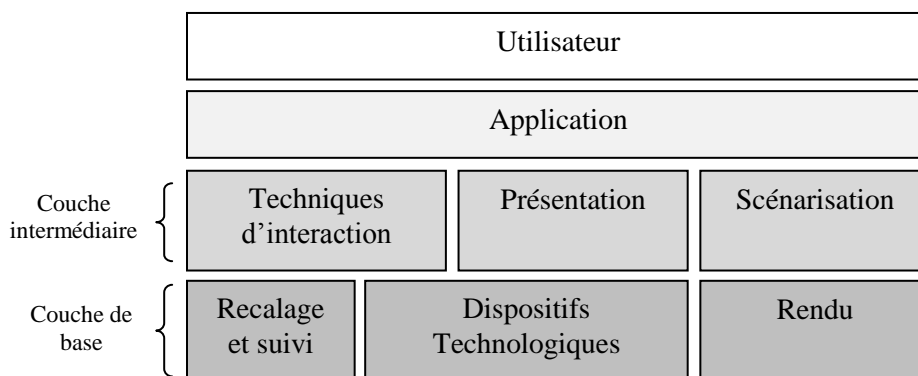 Utilisateur
Application
Couche
intermédiaire
Techniques
d'interaction
Présentation
Scénarisation
Couche de
base
Recalage
et suivi
Dispositifs
Technologiques
Rendu